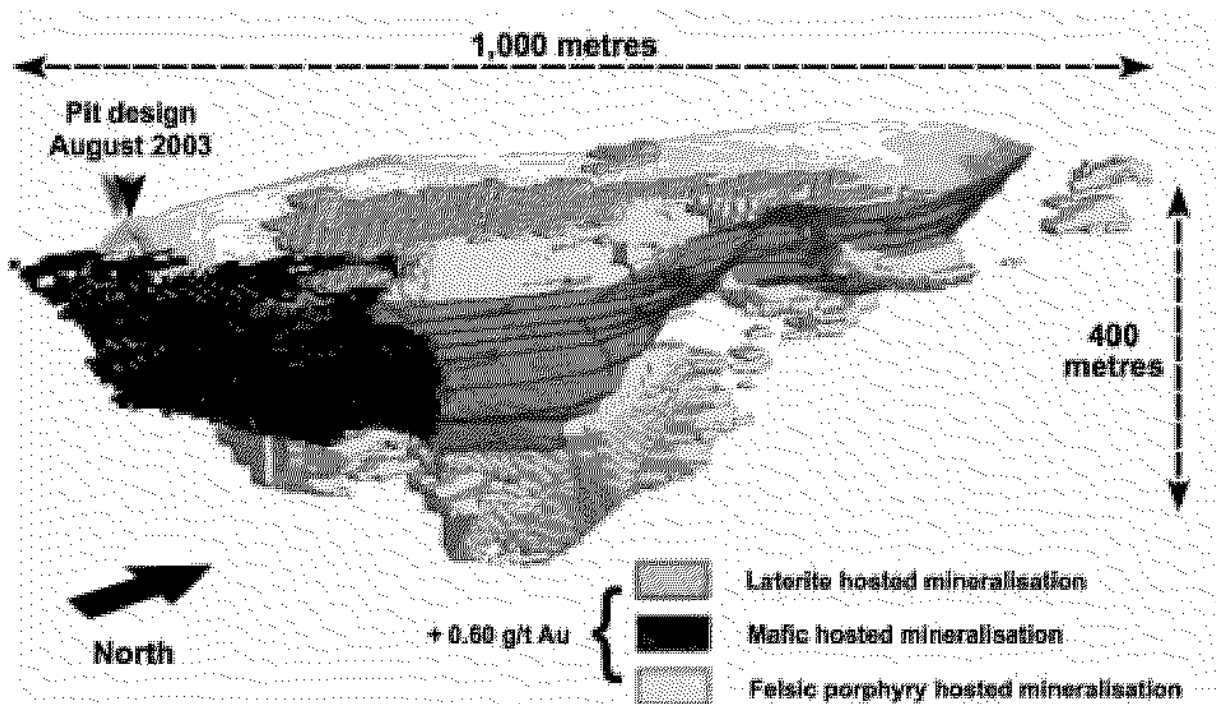 1,000 metres
Pit design
August 2003
400
metres
North
+ 0.60 g/t Au
Laterite hosted mineralisation
Mafic hosted mineralisation
Felsic porphyry hosted mineralisation